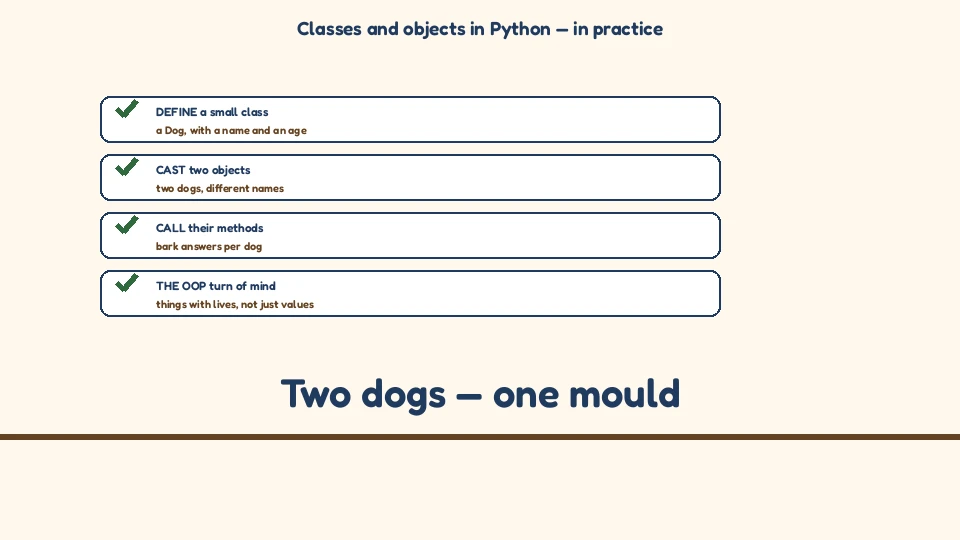 Classes and objects in Python — in practice
DEFINE a small class
a Dog, with a name and an age
CAST two objects
two dogs, different names
CALL their methods
bark answers per dog
THE OOP turn of mind
things with lives, not just values
Two dogs — one mould